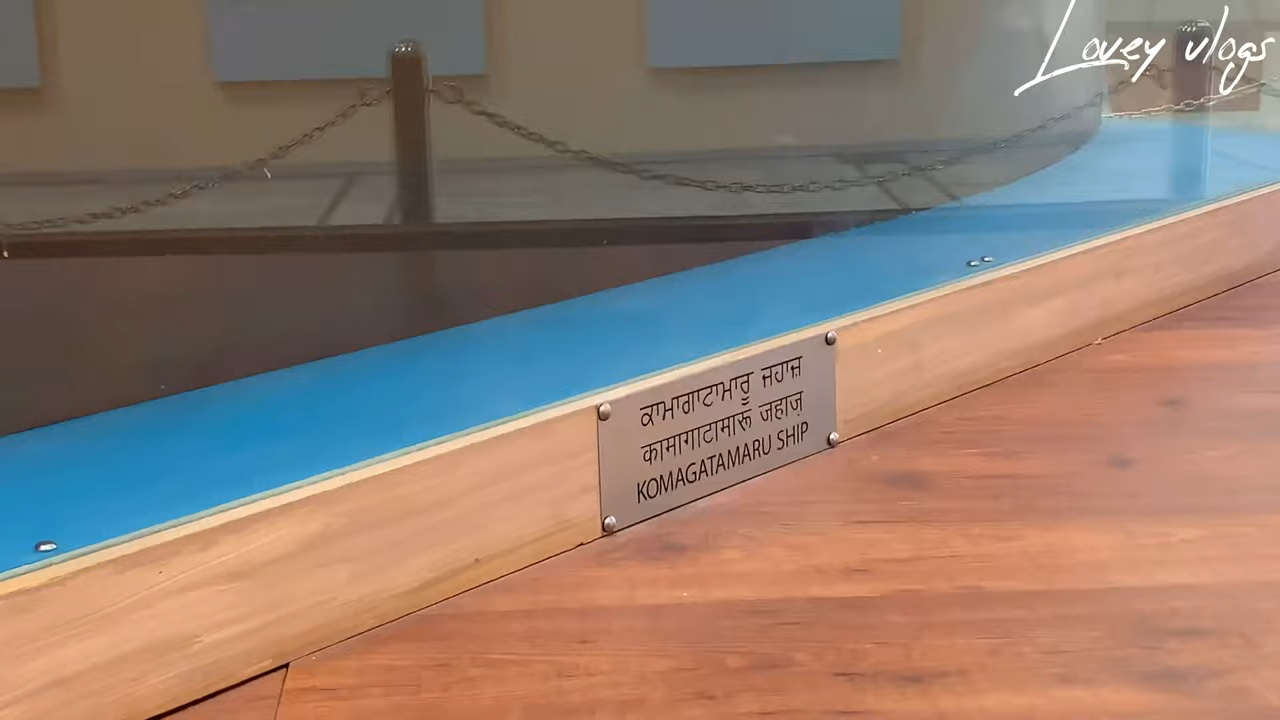 Lovey vlogs
ਕਾਮਾਗਾਟਾਮਾਰੂ ਜਹਾਜ਼
कामागाटामारू जहाज़
KOMAGATAMARU SHIP